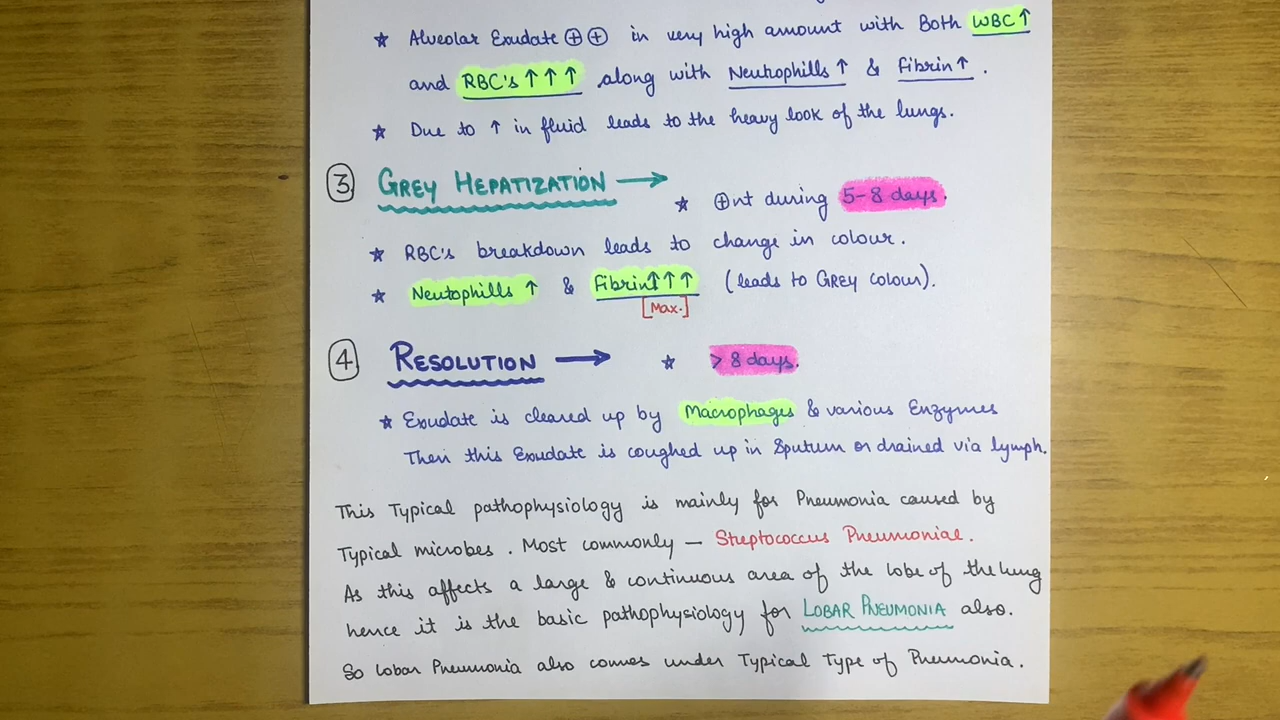 ★ Alveolar Exudate ⊕⊕ in very high amount with Both WBC↑
and RBC's ↑↑↑ along with Neutrophills ↑ & fibrin ↑.
★ Due to ↑ in fluid leads to the heavy look of the lungs.
③ GREY HEPATIZATION → ★ ⊕nt during 5-8 days.
★ RBC's breakdown leads to change in colour.
★ Neutophills ↑ & Fibrin↑↑↑ (leads to GREY colour).
[Max.]
④ RESOLUTION → ★ > 8 days.
★ Exudate is cleared up by Macrophages & various Enzymes
Then this Exudate is coughed up in Sputum or drained via lymph.
This Typical pathophysiology is mainly for Pneumonia caused by
Typical microbes. Most commonly — Streptococcus Pneumoniae.
As this affects a large & continuous area of the lobe of the lung
hence it is the basic pathophysiology for LOBAR PNEUMONIA also.
So Lobar Pneumonia also comes under Typical Type of Pneumonia.